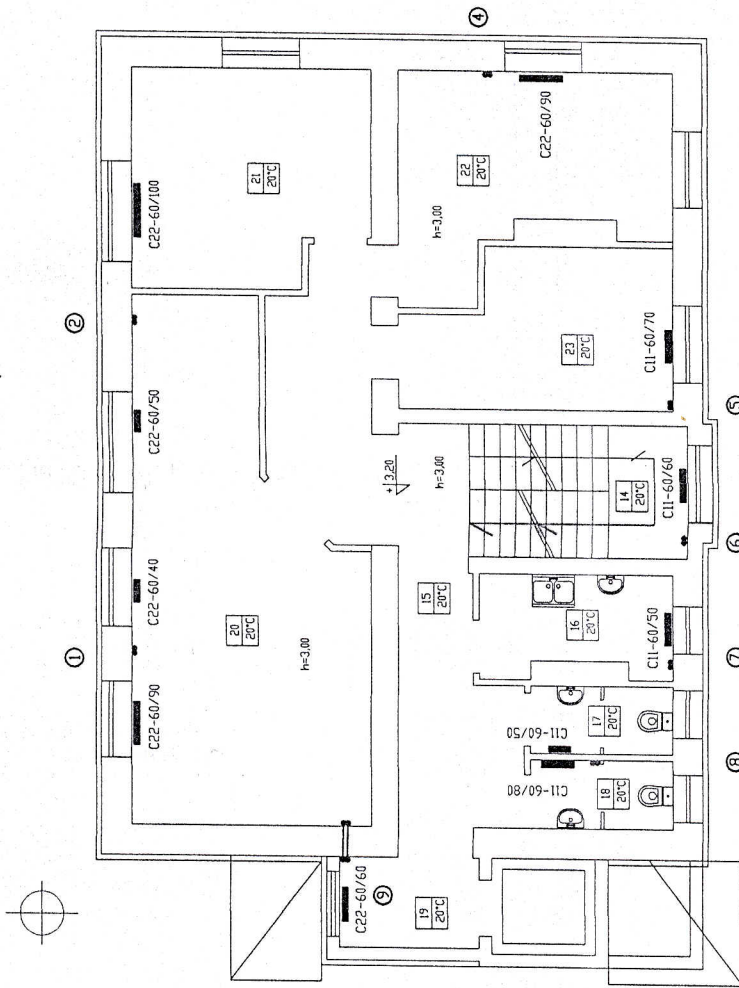 ④
C22-60/100
21
20°C
22
20°C
C22-60/90
h=3,00
②
23
20°C
C11-60/70
C22-60/50
⑤
+3,20
h=3,00
14
20°C
C11-60/60
⑥
C22-60/40
15
20°C
16
20°C
①
20
20°C
h=3,00
C11-60/50
⑦
C22-60/90
C11-60/50
17
20°C
C11-60/80
18
20°C
⑧
C22-60/60
⑨
19
20°C